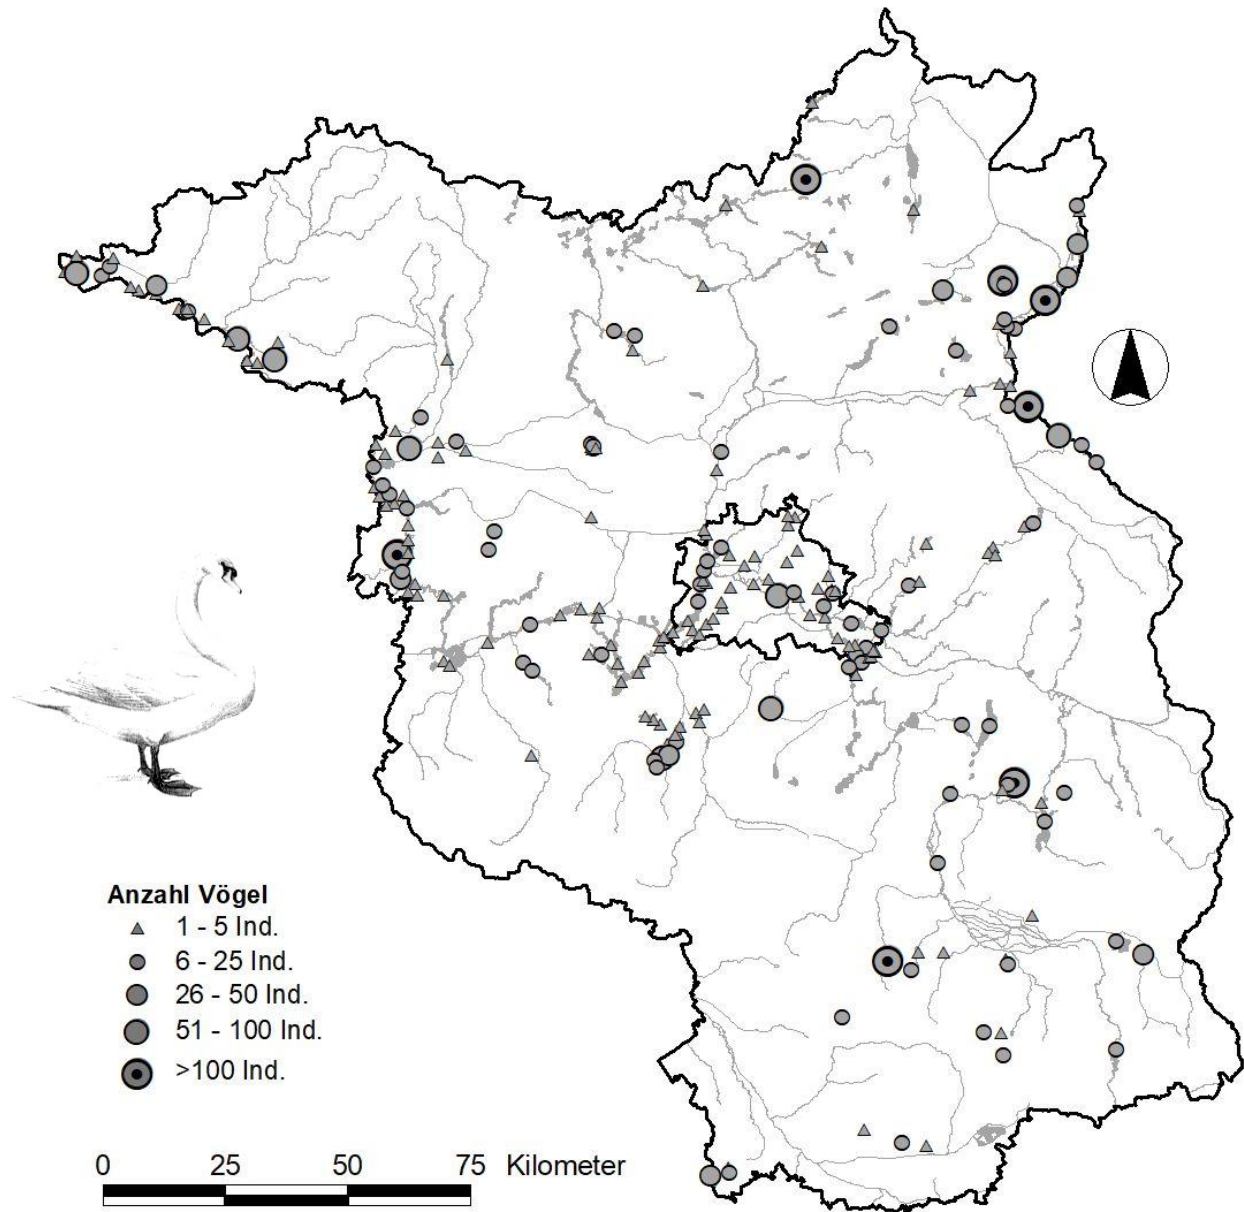 Anzahl Vögel
1 - 5 Ind.
6 - 25 Ind.
26 - 50 Ind.
51 - 100 Ind.
>100 Ind.
0 25 50 75 Kilometer